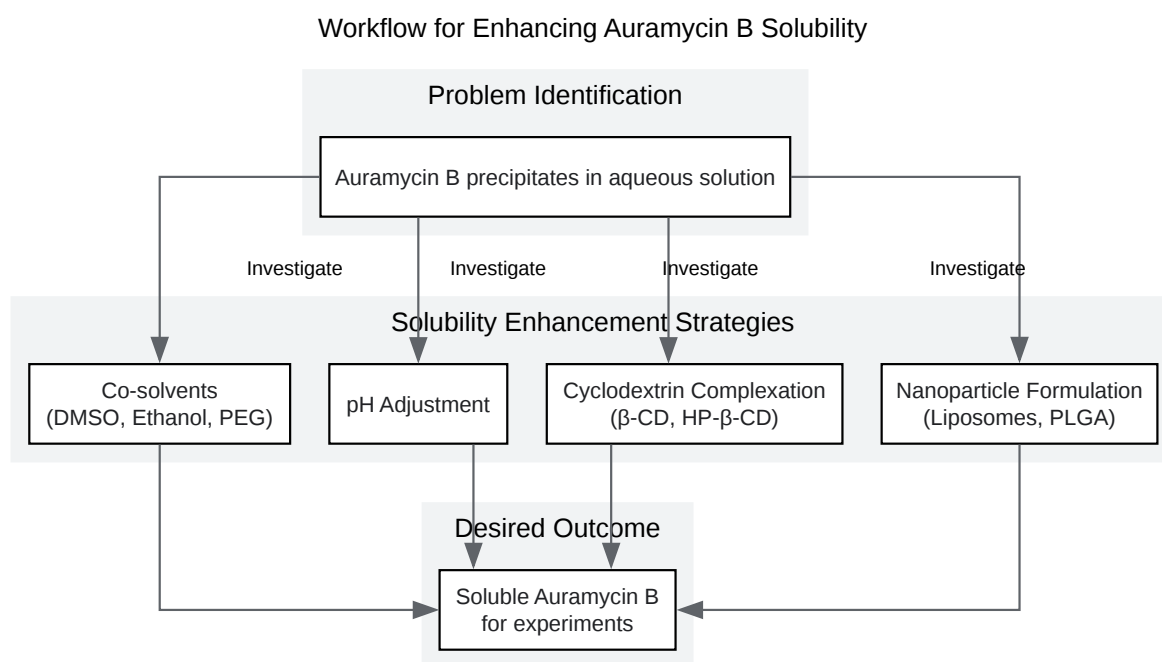 Workflow for Enhancing Auramycin B Solubility
Problem Identification
Auramycin B precipitates in aqueous solution
Investigate
Investigate
Investigate
Investigate
Solubility Enhancement Strategies
Co-solvents
(DMSO, Ethanol, PEG)
pH Adjustment
Cyclodextrin Complexation
(β-CD, HP-β-CD)
Nanoparticle Formulation
(Liposomes, PLGA)
Desired Outcome
Soluble Auramycin B
for experiments